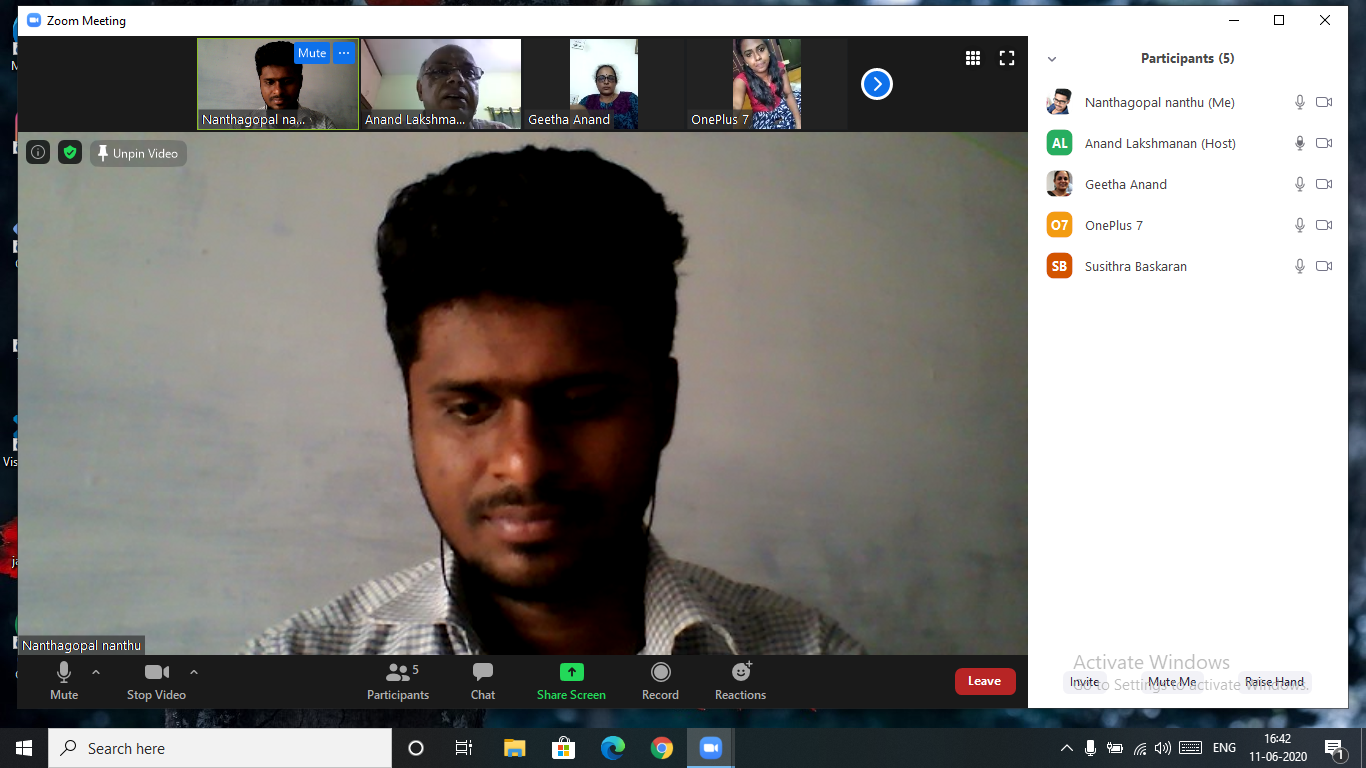 Zoom Meeting
Mute
...
Nanthagopal na...
Anand Lakshma...
Geetha Anand
OnePlus 7
Unpin Video
Nanthagopal nanthu
Participants (5)
Nanthagopal nanthu (Me)
AL Anand Lakshmanan (Host)
Geetha Anand
O7 OnePlus 7
SB Susithra Baskaran
Activate Windows
Go to Settings to activate Windows.
Invite Mute Me Raise Hand
Mute
Stop Video
5
Participants
Chat
Share Screen
Record
Reactions
Leave
Vis
ja
Search here
ENG
16:42
11-06-2020
1